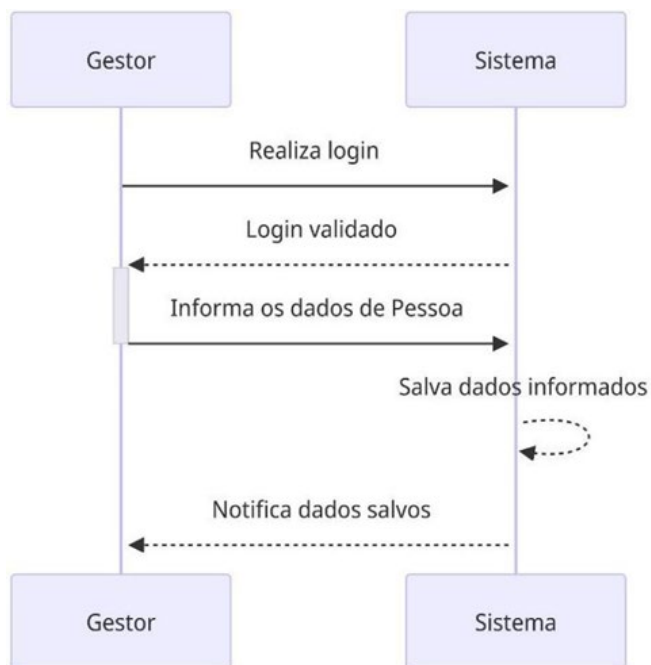 Gestor
Sistema
Realiza login
Login validado
Informa os dados de Pessoa
Salva dados informados
Notifica dados salvos
Gestor
Sistema